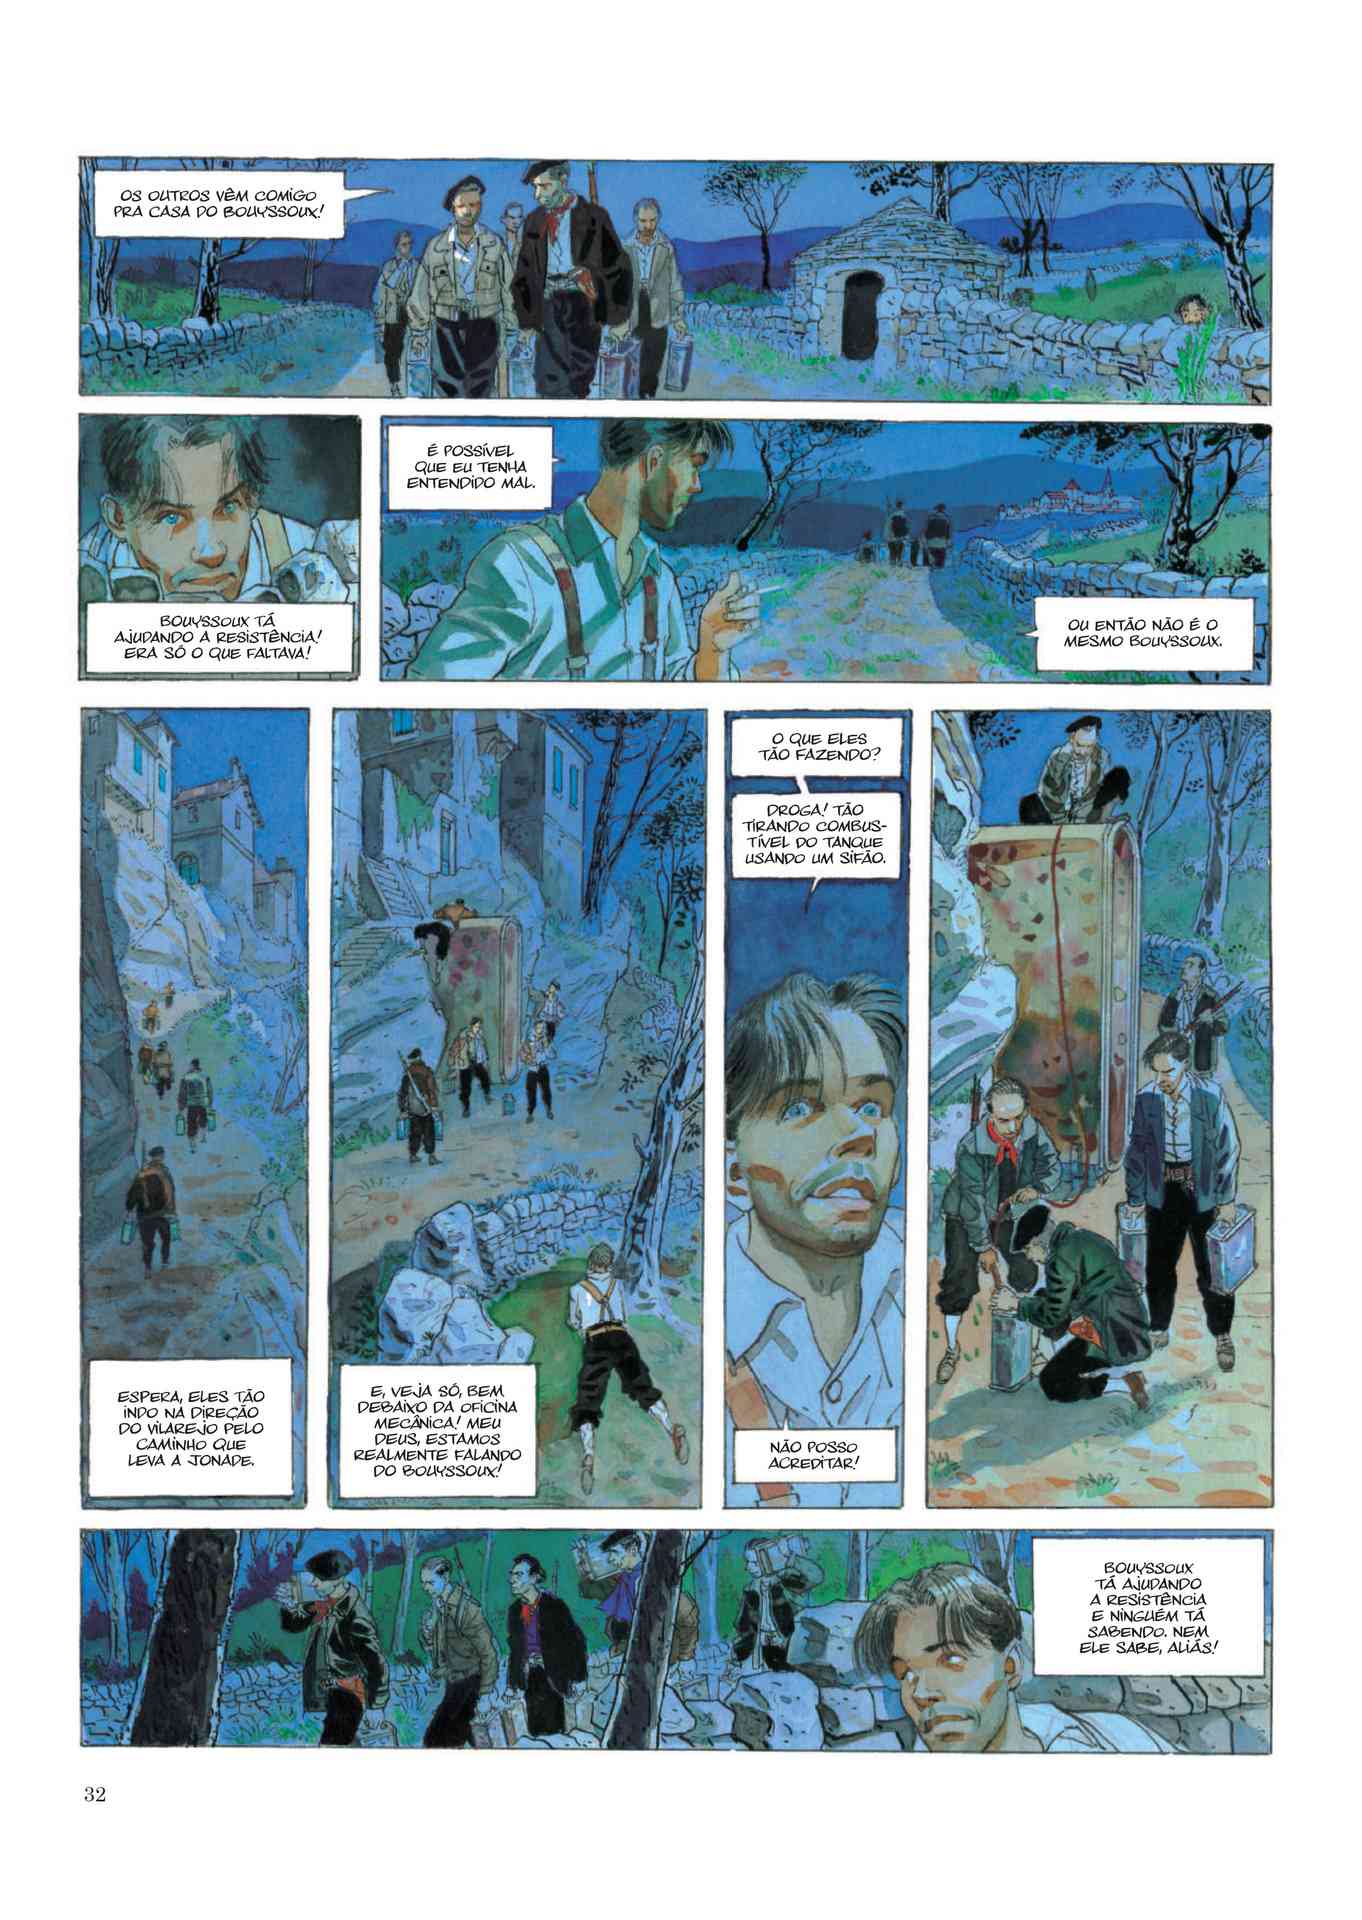 OS OUTROS VÊM COMIGO
PRA CASA DO BOUYSSOUX!
BOUYSSOUX TÁ
AJUDANDO A RESISTÊNCIA!
ERA SÓ O QUE FALTAVA!
É POSSÍVEL
QUE EU TENHA
ENTENDIDO MAL.
OU ENTÃO NÃO É O
MESMO BOUYSSOUX.
ESPERA, ELES TÃO
INDO NA DIREÇÃO
DO VILAREJO PELO
CAMINHO QUE
LEVA A JONADE.
E, VEJA SÓ, BEM
DEBAIXO DA OFICINA
MECÂNICA! MEU
DEUS, ESTAMOS
REALMENTE FALANDO
DO BOUYSSOUX!
O QUE ELES
TÃO FAZENDO?
DROGA! TÃO
TIRANDO COMBUS-
TÍVEL DO TANQUE
USANDO UM SIFÃO.
NÃO POSSO
ACREDITAR!
BOUYSSOUX
TÁ AJUDANDO
A RESISTÊNCIA
E NINGUÉM TÁ
SABENDO. NEM
ELE SABE, ALIÁS!
32